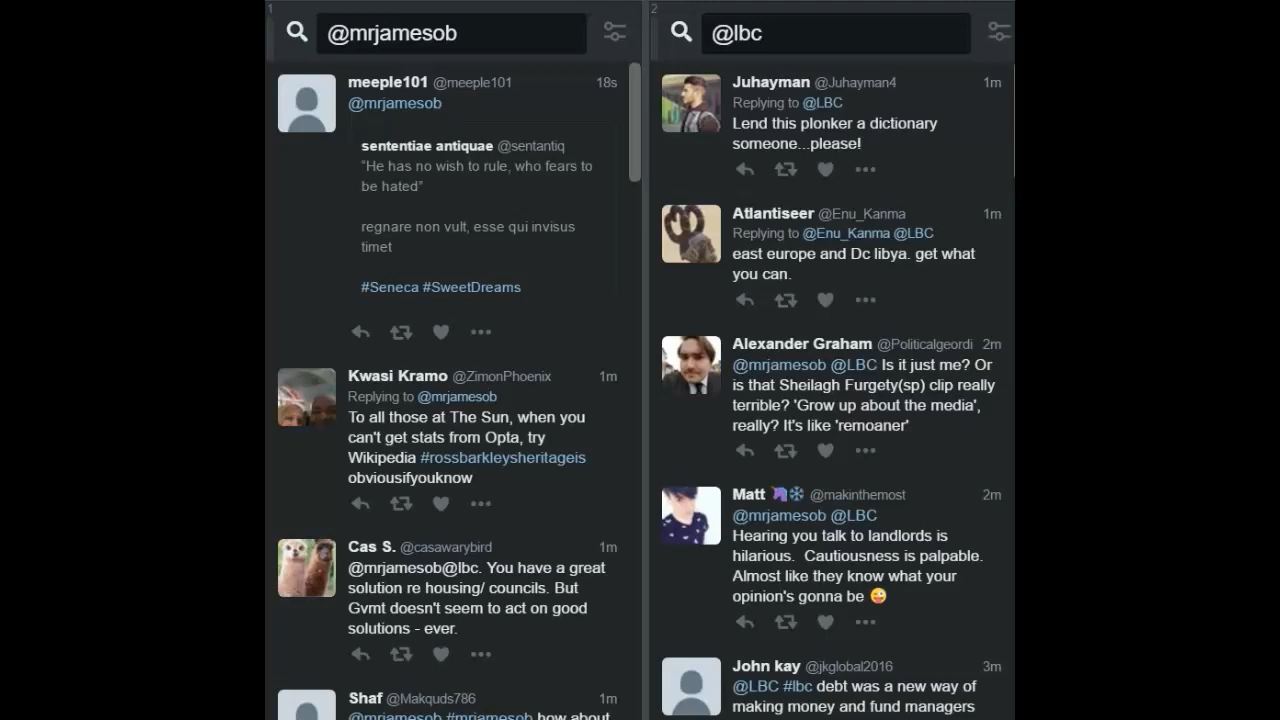 1
@mrjamesob
meeple101 @meeple101 18s
@mrjamesob
sententiae antiquae @sentantiq
“He has no wish to rule, who fears to
be hated”
regnare non vult, esse qui invisus
timet
#Seneca #SweetDreams
Kwasi Kramo @ZimonPhoenix 1m
Replying to @mrjamesob
To all those at The Sun, when you
can't get stats from Opta, try
Wikipedia #rossbarkleysheritageis
obviousifyouknow
Cas S. @casawarybird 1m
@mrjamesob@lbc. You have a great
solution re housing/ councils. But
Gvmt doesn't seem to act on good
solutions - ever.
Shaf @Makquds786 1m
@mrjamesob #mrjamesob how about
2
@lbc
Juhayman @Juhayman4 1m
Replying to @LBC
Lend this plonker a dictionary
someone...please!
Atlantiseer @Enu_Kanma 1m
Replying to @Enu_Kanma @LBC
east europe and Dc libya. get what
you can.
Alexander Graham @Politicalgeordi 2m
@mrjamesob @LBC Is it just me? Or
is that Sheilagh Furgety(sp) clip really
terrible? 'Grow up about the media',
really? It's like 'remoaner'
Matt 🦄❄ @makinthemost 2m
@mrjamesob @LBC
Hearing you talk to landlords is
hilarious. Cautiousness is palpable.
Almost like they know what your
opinion's gonna be 😜
John kay @jkglobal2016 3m
@LBC #lbc debt was a new way of
making money and fund managers